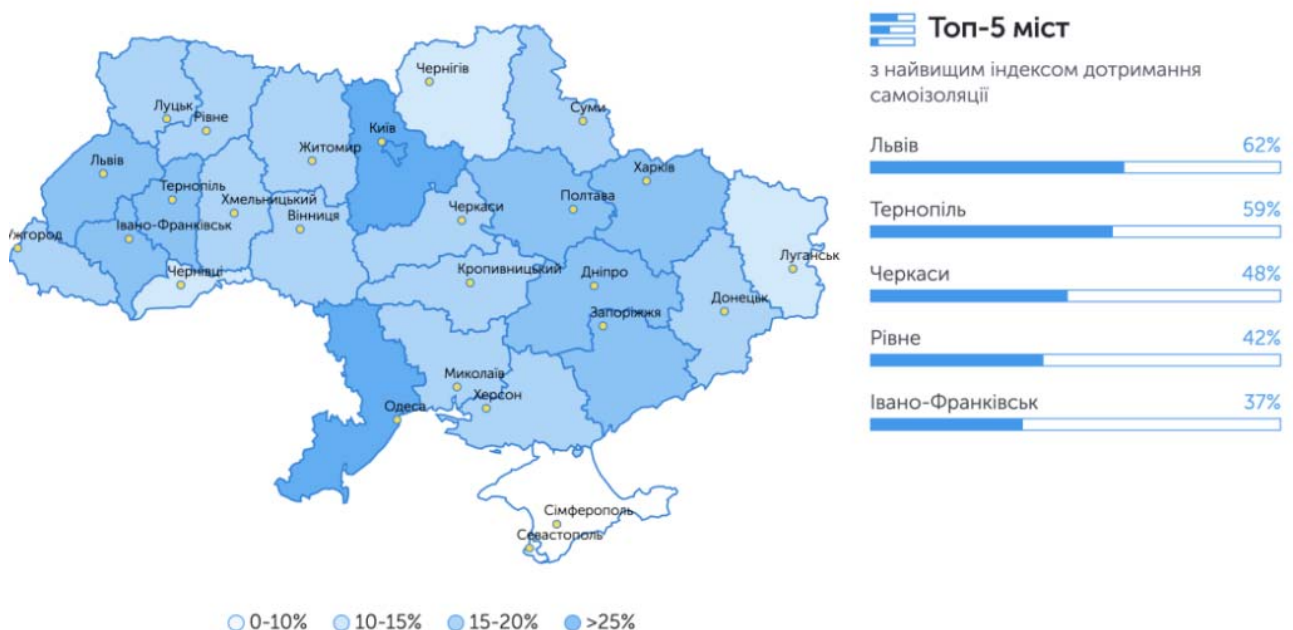 Топ-5 міст
з найвищим індексом дотримання
самоізоляції
Львів 62%
Тернопіль 59%
Черкаси 48%
Рівне 42%
Івано-Франківськ 37%
Чернігів
Луцьк
Рівне
Суми
Київ
Житомир
Львів
Харків
Тернопіль
Хмельницький
Полтава
Вінниця
Черкаси
Івано-Франківськ
жгород
Луганськ
Чернівці
Кропивницький
Дніпро
Донецьк
Запоріжжя
Миколаїв
Херсон
Одеса
Сімферополь
Севастополь
0-10% 10-15% 15-20% >25%